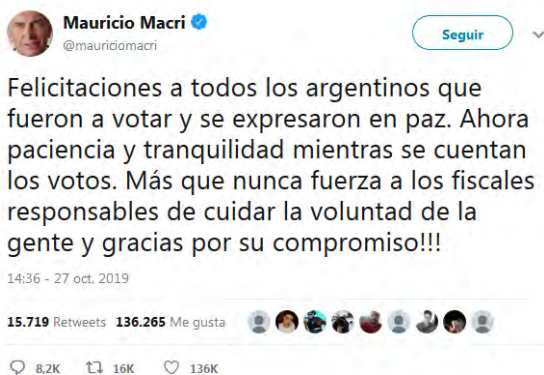 Mauricio Macri
@mauriciomacri
Seguir
Felicitaciones a todos los argentinos que
fueron a votar y se expresaron en paz. Ahora
paciencia y tranquilidad mientras se cuentan
los votos. Más que nunca fuerza a los fiscales
responsables de cuidar la voluntad de la
gente y gracias por su compromiso!!!
14:36 - 27 oct. 2019
15.719 Retweets 136.265 Me gusta
8,2K 16K 136K